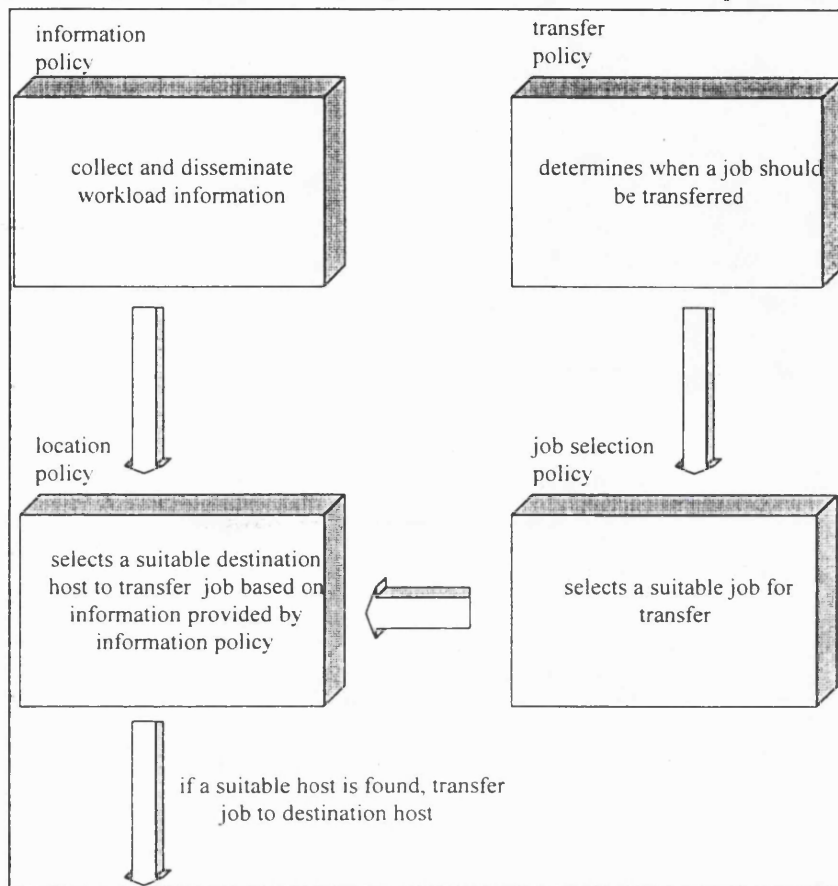 information
policy
collect and disseminate
workload information
transfer
policy
determines when a job should
be transferred
location
policy
selects a suitable destination
host to transfer job based on
information provided by
information policy
job selection
policy
selects a suitable job for
transfer
if a suitable host is found, transfer
job to destination host